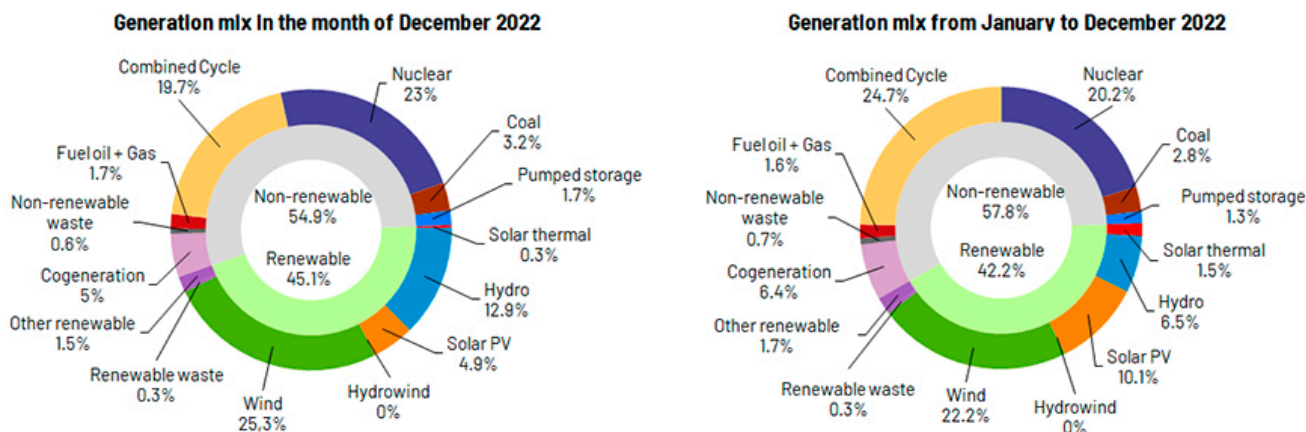 Generation mix in the month of December 2022
Combined Cycle
19.7%
Nuclear
23%
Coal
3.2%
Pumped storage
1.7%
Solar thermal
0.3%
Hydro
12.9%
Solar PV
4.9%
Hydrowind
0%
Wind
25,3%
Renewable waste
0.3%
Other renewable
1.5%
Cogeneration
5%
Non-renewable
waste
0.6%
Fuel oil + Gas
1.7%
Non-renewable
54.9%
Renewable
45.1%
Generation mix from January to December 2022
Combined Cycle
24.7%
Nuclear
20.2%
Coal
2.8%
Pumped storage
1.3%
Solar thermal
1.5%
Hydro
6.5%
Solar PV
10.1%
Hydrowind
0%
Wind
22.2%
Renewable waste
0.3%
Other renewable
1.7%
Cogeneration
6.4%
Non-renewable
waste
0.7%
Fuel oil + Gas
1.6%
Non-renewable
57.8%
Renewable
42.2%